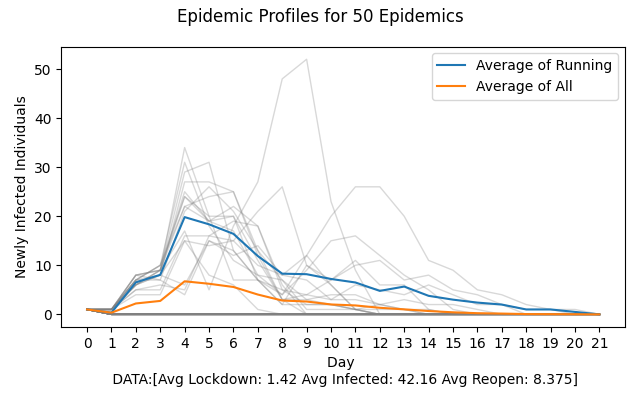 Epidemic Profiles for 50 Epidemics
Average of Running
Average of All
Newly Infected Individuals
50
40
30
20
10
0
0 1 2 3 4 5 6 7 8 9 10 11 12 13 14 15 16 17 18 19 20 21
Day
DATA:[Avg Lockdown: 1.42 Avg Infected: 42.16 Avg Reopen: 8.375]